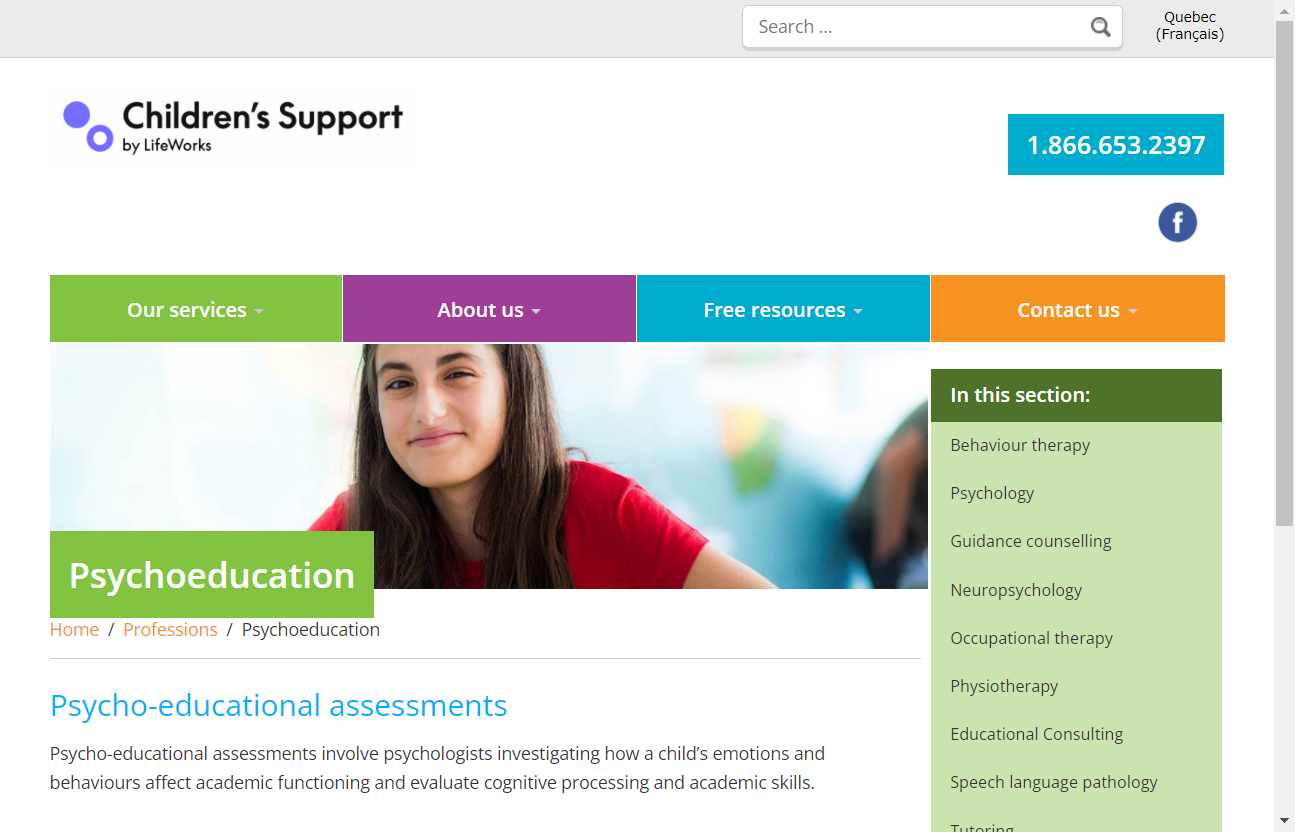 Search ...
Quebec
(Français)
Children's Support
by LifeWorks
1.866.653.2397
f
Our services
About us
Free resources
Contact us
Psychoeducation
Home / Professions / Psychoeducation
Psycho-educational assessments
Psycho-educational assessments involve psychologists investigating how a child’s emotions and
behaviours affect academic functioning and evaluate cognitive processing and academic skills.
In this section:
Behaviour therapy
Psychology
Guidance counselling
Neuropsychology
Occupational therapy
Physiotherapy
Educational Consulting
Speech language pathology
Tutoring